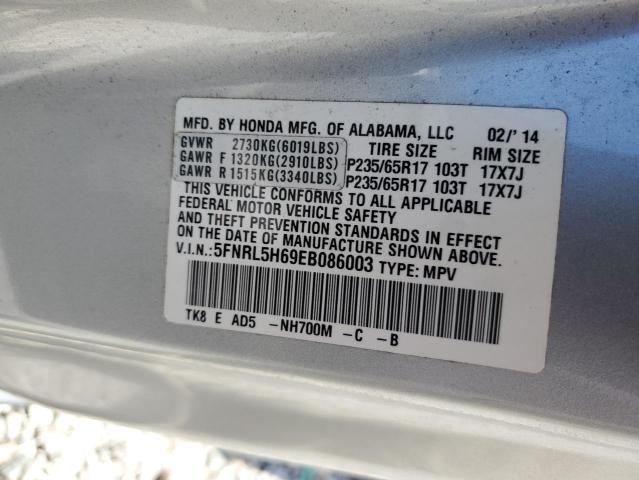 MFD. BY HONDA MFG. OF ALABAMA, LLC 02/'14
TIRE SIZE RIM SIZE
GVWR 2730KG(6019LBS)
GAWR F 1320KG(2910LBS) P235/65R17 103T 17X7J
GAWR R 1515KG(3340LBS) P235/65R17 103T 17X7J
THIS VEHICLE CONFORMS TO ALL APPLICABLE
FEDERAL MOTOR VEHICLE SAFETY
AND THEFT PREVENTION STANDARDS IN EFFECT
ON THE DATE OF MANUFACTURE SHOWN ABOVE.
V.I.N.:5FNRL5H69EB086003 TYPE: MPV
TK8 E AD5 -NH700M -C -B